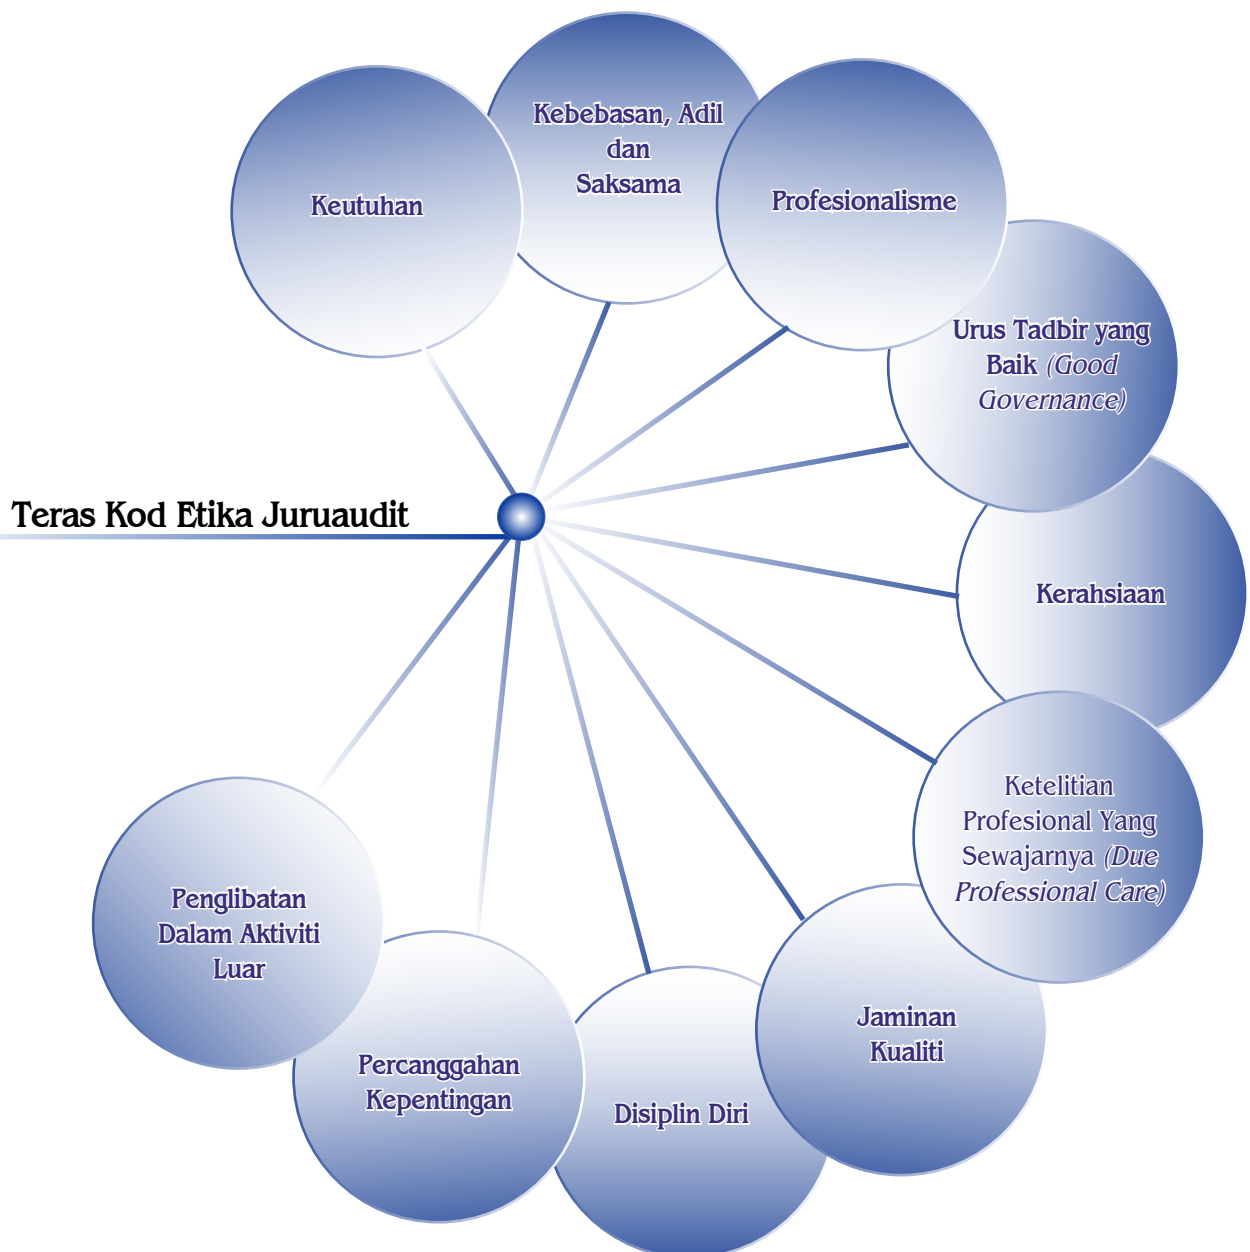 Keutuhan
Kebebasan, Adil
dan
Saksama
Profesionalisme
Urus Tadbir yang
Baik (Good
Governance)
Kerahsiaan
Ketelitian
Profesional Yang
Sewajarnya (Due
Professional Care)
Jaminan
Kualiti
Disiplin Diri
Percanggahan
Kepentingan
Penglibatan
Dalam Aktiviti
Luar
Teras Kod Etika Juruaudit